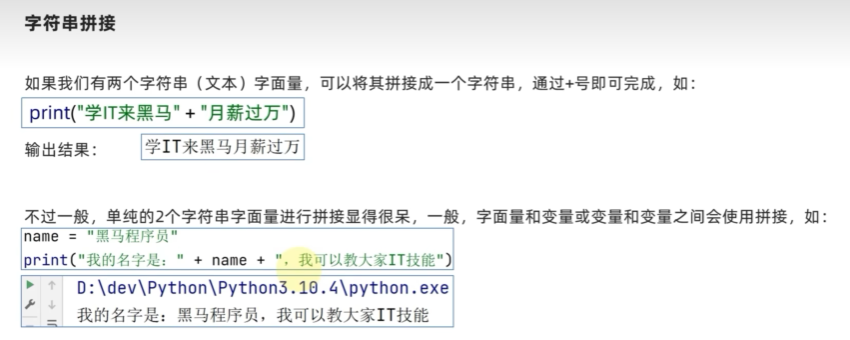 字符串拼接
如果我们有两个字符串（文本）字面量，可以将其拼接成一个字符串，通过+号即可完成，如：
print("学IT来黑马" + "月薪过万")
输出结果： 学IT来黑马月薪过万
不过一般，单纯的2个字符串字面量进行拼接显得很呆，一般，字面量和变量或变量和变量之间会使用拼接，如：
name = "黑马程序员"
print("我的名字是：" + name + "，我可以教大家IT技能")
D:\dev\Python\Python3.10.4\python.exe
我的名字是：黑马程序员，我可以教大家IT技能